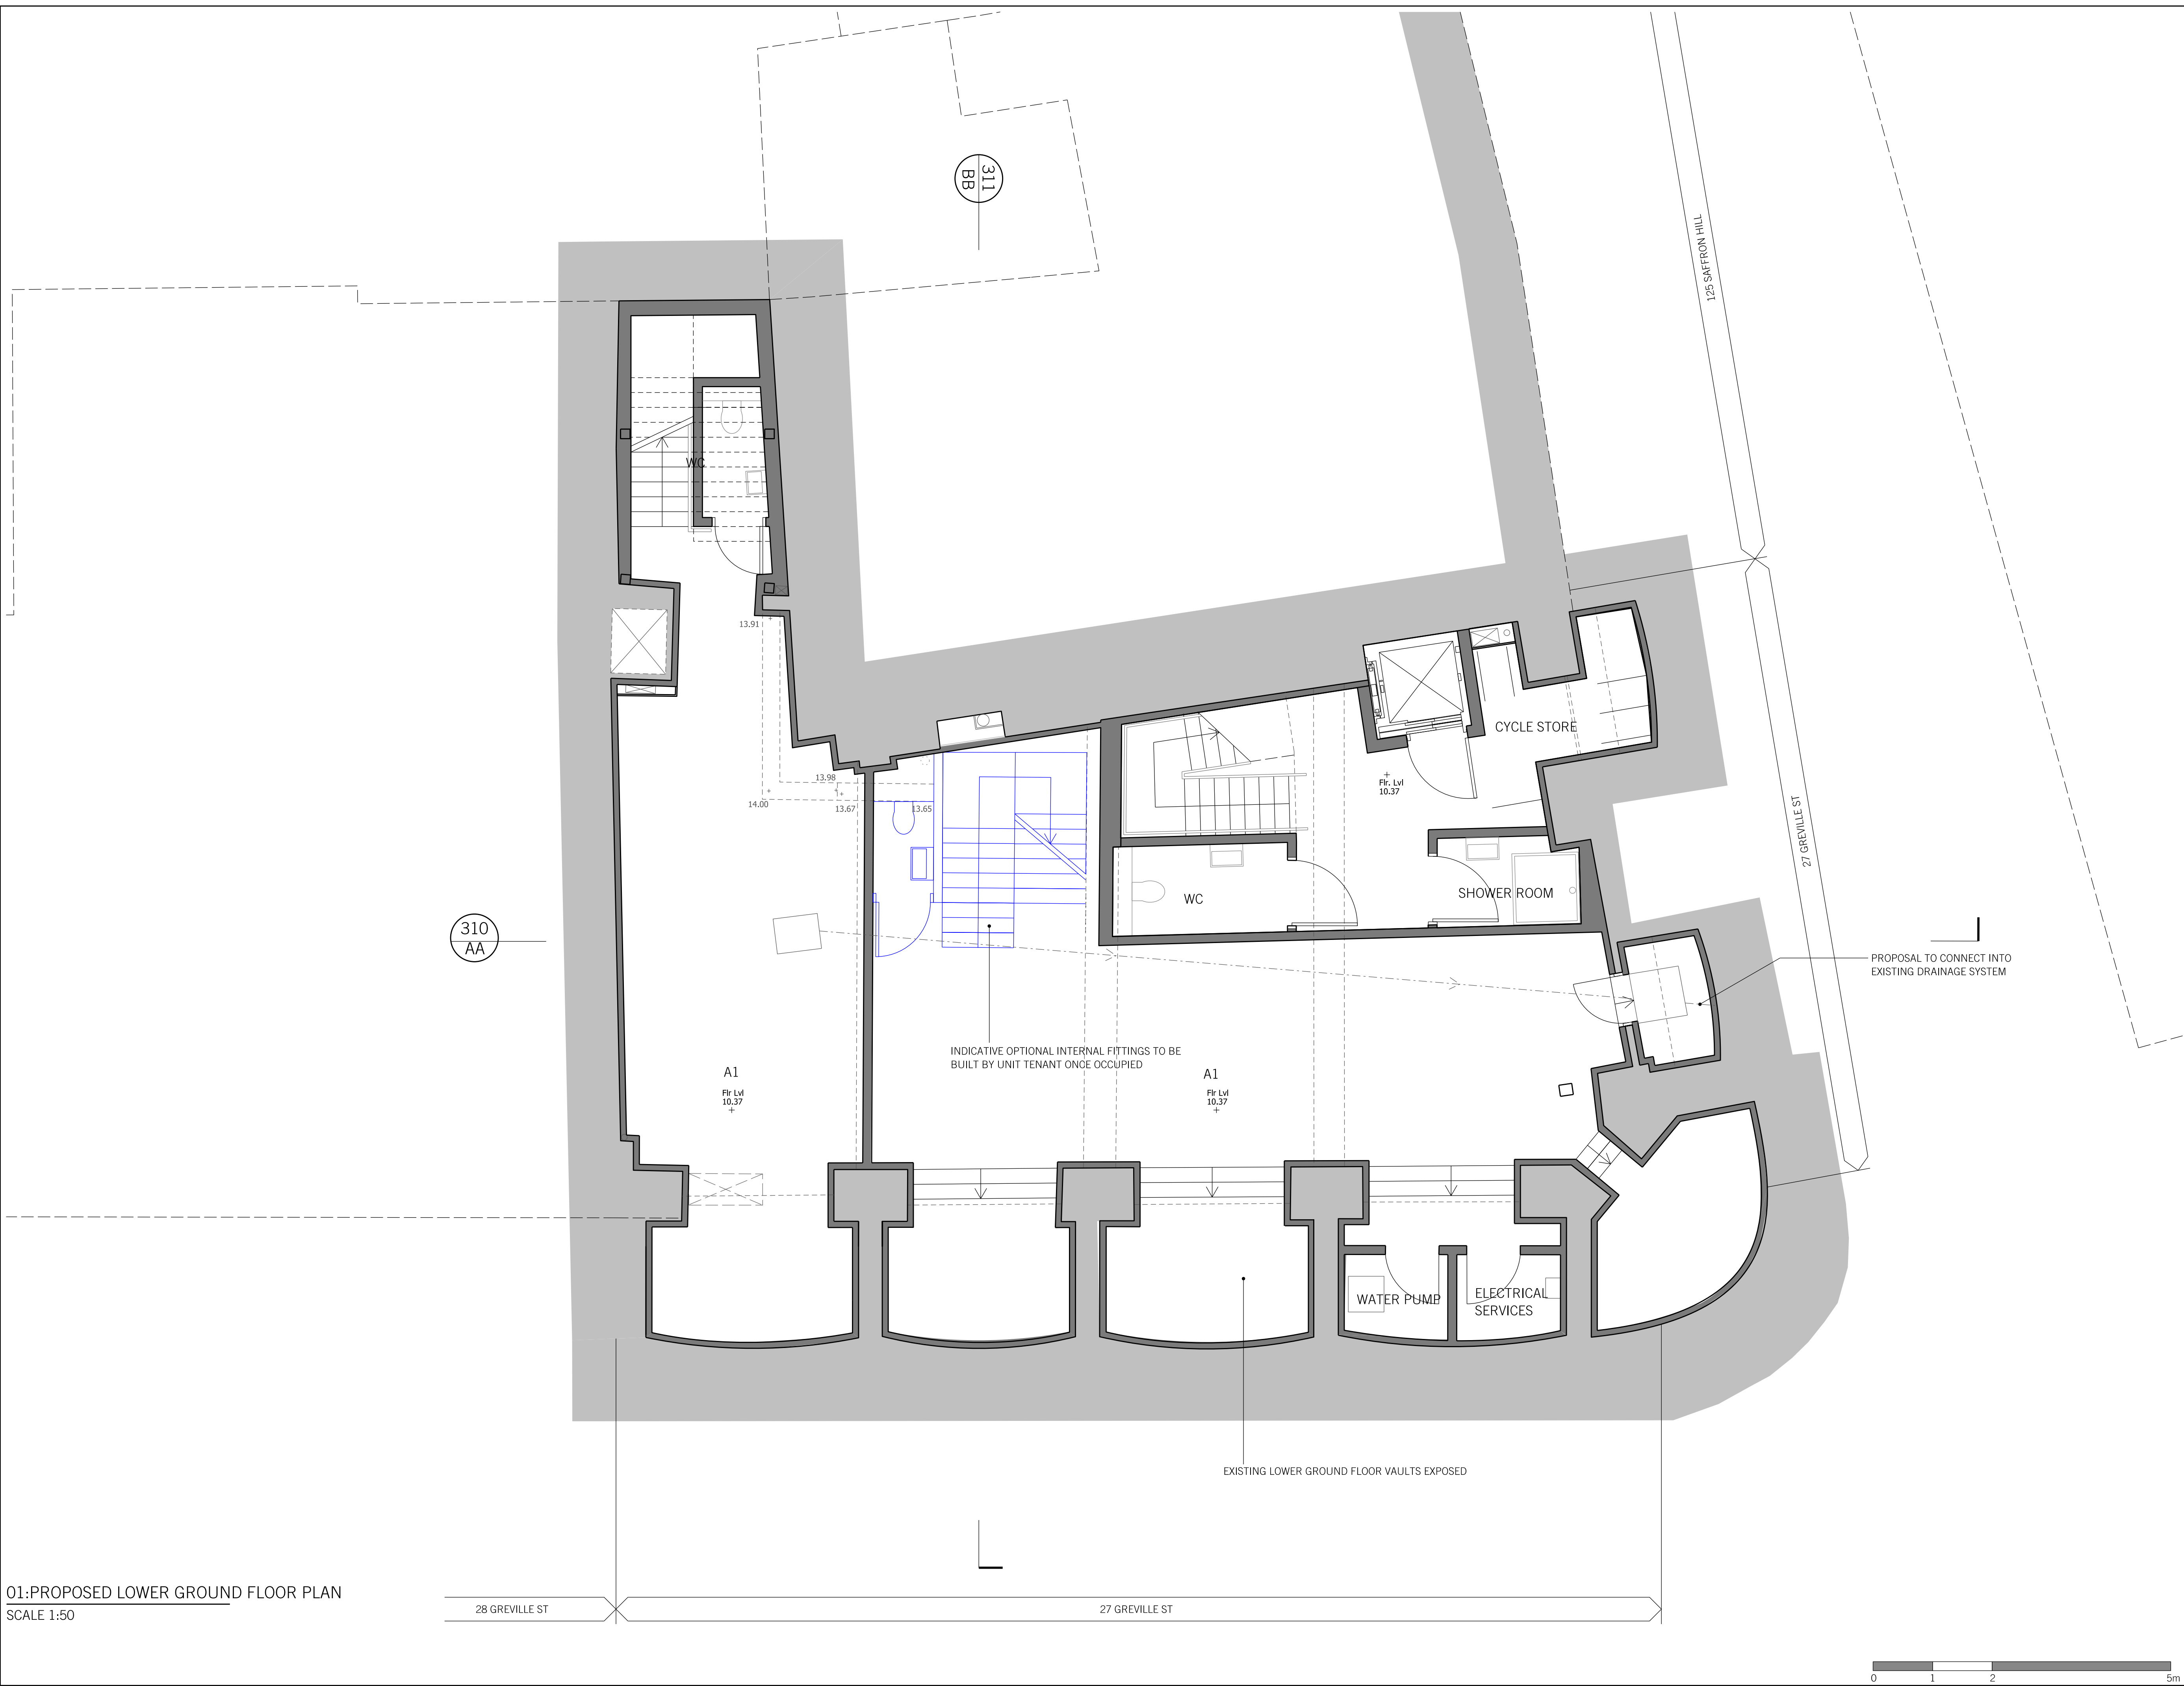 311
BB
125 SAFFRON HILL
WC
13.91
CYCLE STORE
13.98
14.00
13.67
13.65
Flr. Lvl
10.37
27 GREVILLE ST
WC
SHOWER ROOM
310
AA
PROPOSAL TO CONNECT INTO
EXISTING DRAINAGE SYSTEM
INDICATIVE OPTIONAL INTERNAL FITTINGS TO BE
BUILT BY UNIT TENANT ONCE OCCUPIED
A1
Flr Lvl
10.37
A1
Flr Lvl
10.37
WATER PUMP
ELECTRICAL
SERVICES
EXISTING LOWER GROUND FLOOR VAULTS EXPOSED
01:PROPOSED LOWER GROUND FLOOR PLAN
SCALE 1:50
28 GREVILLE ST
27 GREVILLE ST
0 1 2 5m